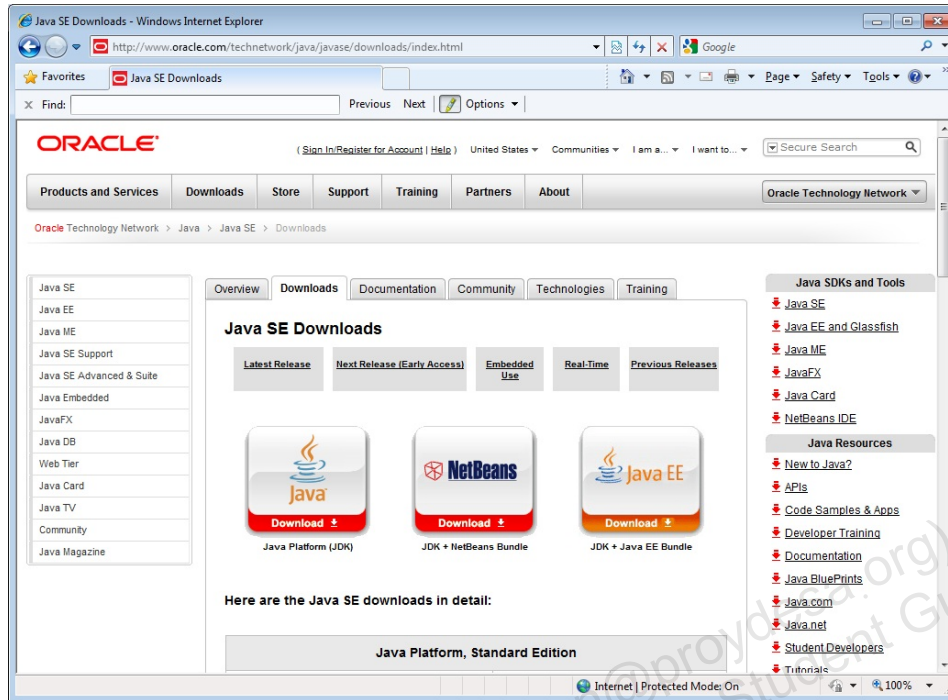 Java SE Downloads - Windows Internet Explorer
http://www.oracle.com/technetwork/java/javase/downloads/index.html
Google
Favorites
Java SE Downloads
Page Safety Tools
x Find:
Previous Next Options
ORACLE
( Sign In/Register for Account | Help ) United States Communities I am a... I want to...
Secure Search
Products and Services Downloads Store Support Training Partners About
Oracle Technology Network
Oracle Technology Network > Java > Java SE > Downloads
Java SE
Java EE
Java ME
Java SE Support
Java SE Advanced & Suite
Java Embedded
JavaFX
Java DB
Web Tier
Java Card
Java TV
Community
Java Magazine
Overview Downloads Documentation Community Technologies Training
Java SE Downloads
Latest Release Next Release (Early Access) Embedded Use Real-Time Previous Releases
Java
Download
Java Platform (JDK)
NetBeans
Download
JDK + NetBeans Bundle
Java EE
Download
JDK + Java EE Bundle
Here are the Java SE downloads in detail:
Java Platform, Standard Edition
Java SDKs and Tools
Java SE
Java EE and Glassfish
Java ME
JavaFX
Java Card
NetBeans IDE
Java Resources
New to Java?
APIs
Code Samples & Apps
Developer Training
Documentation
Java BluePrints
Java.com
Java.net
Student Developers
Tutorials
Internet | Protected Mode: On
100%
@proydesa.org)
Student